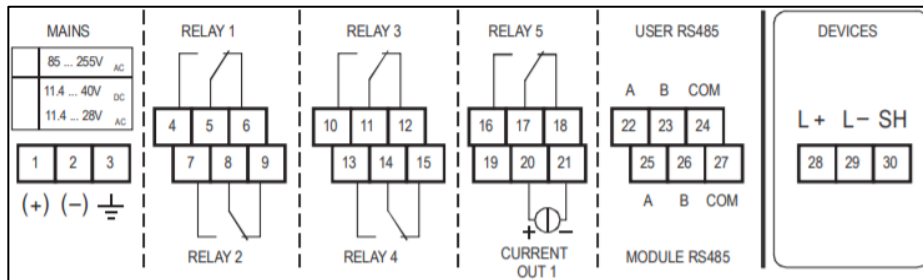 MAINS
85 ... 255V AC
11.4 ... 40V DC
11.4 ... 28V AC
1 2 3
(+) (−)
RELAY 1
4 5 6
7 8 9
RELAY 2
RELAY 3
10 11 12
13 14 15
RELAY 4
RELAY 5
16 17 18
19 20 21
+ −
CURRENT
OUT 1
USER RS485
A B COM
22 23 24
25 26 27
A B COM
MODULE RS485
DEVICES
L+ L− SH
28 29 30